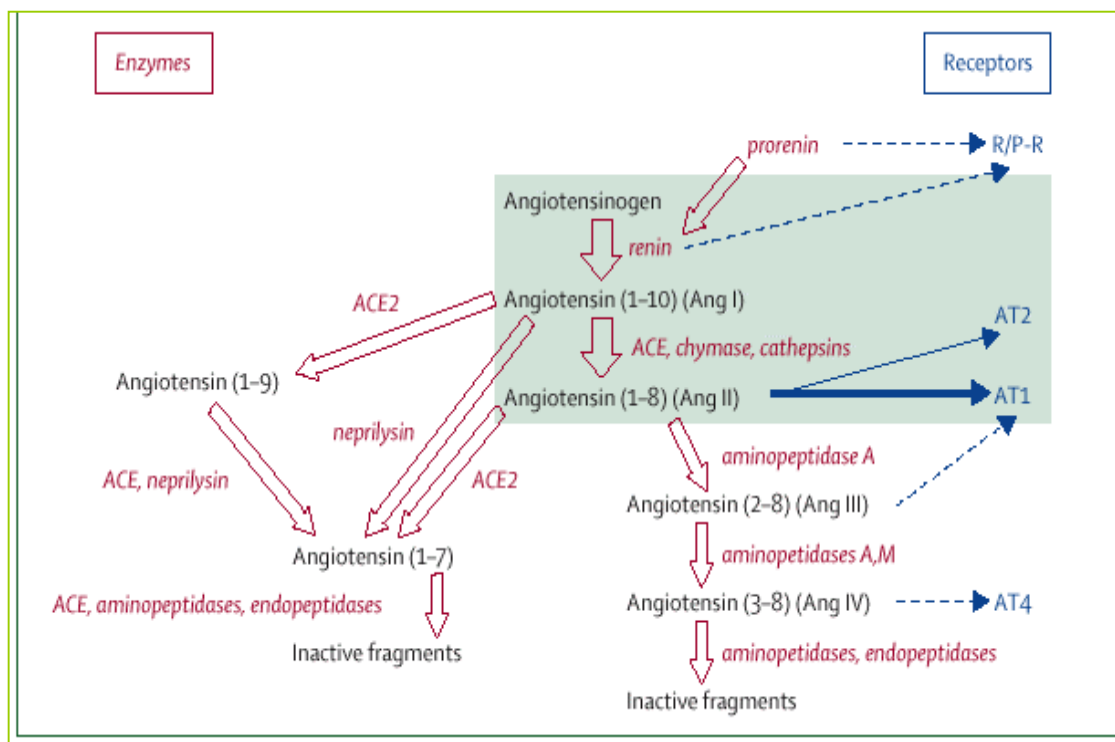 Enzymes
Receptors
prorenin
R/P-R
Angiotensinogen
renin
ACE2
Angiotensin (1–10) (Ang I)
AT2
ACE, chymase, cathepsins
Angiotensin (1–9)
Angiotensin (1–8) (Ang II)
AT1
neprilysin
aminopeptidase A
ACE, neprilysin
ACE2
Angiotensin (2–8) (Ang III)
Angiotensin (1–7)
aminopetidases A,M
ACE, aminopeptidases, endopeptidases
Angiotensin (3–8) (Ang IV)
AT4
Inactive fragments
aminopetidases, endopeptidases
Inactive fragments